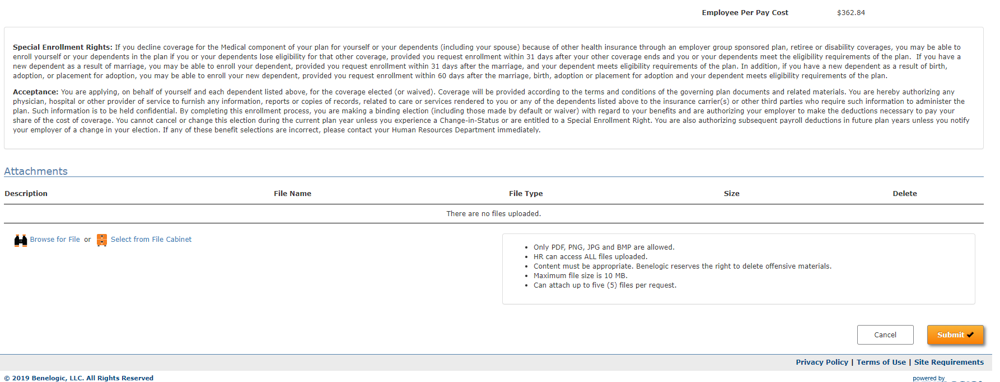 Employee Per Pay Cost $362.84
Special Enrollment Rights: If you decline coverage for the Medical component of your plan for yourself or your dependents (including your spouse) because of other health insurance through an employer group sponsored plan, retiree or disability coverages, you may be able to
enroll yourself or your dependents in the plan if you or your dependents lose eligibility for that other coverage, provided you request enrollment within 31 days after your other coverage ends and you or your dependents meet the eligibility requirements of the plan. If you have a
new dependent as a result of marriage, you may be able to enroll your dependent, provided you request enrollment within 31 days after the marriage, and your dependent meets eligibility requirements of the plan. In addition, if you have a new dependent as a result of birth,
adoption, or placement for adoption, you may be able to enroll your new dependent, provided you request enrollment within 60 days after the marriage, birth, adoption or placement for adoption and your dependent meets eligibility requirements of the plan.
Acceptance: You are applying, on behalf of yourself and each dependent listed above, for the coverage elected (or waived). Coverage will be provided according to the terms and conditions of the governing plan documents and related materials. You are hereby authorizing any
physician, hospital or other provider of service to furnish any information, reports or copies of records, related to care or services rendered to you or any of the dependents listed above to the insurance carrier(s) or other third parties who require such information to administer the
plan. Such information is to be held confidential. By completing this enrollment process, you are making a binding election (including those made by default or waiver) with regard to your benefits and are authorizing your employer to make the deductions necessary to pay your
share of the cost of coverage. You cannot cancel or change this election during the current plan year unless you experience a Change-in-Status or are entitled to a Special Enrollment Right. You are also authorizing subsequent payroll deductions in future plan years unless you notify
your employer of a change in your election. If any of these benefit selections are incorrect, please contact your Human Resources Department immediately.
Attachments
Description File Name File Type Size Delete
There are no files uploaded.
Browse for File or Select from File Cabinet
• Only PDF, PNG, JPG and BMP are allowed.
• HR can access ALL files uploaded.
• Content must be appropriate. Benelogic reserves the right to delete offensive materials.
• Maximum file size is 10 MB.
• Can attach up to five (5) files per request.
Cancel Submit
Privacy Policy | Terms of Use | Site Requirements
© 2019 Benelogic, LLC. All Rights Reserved
powered by